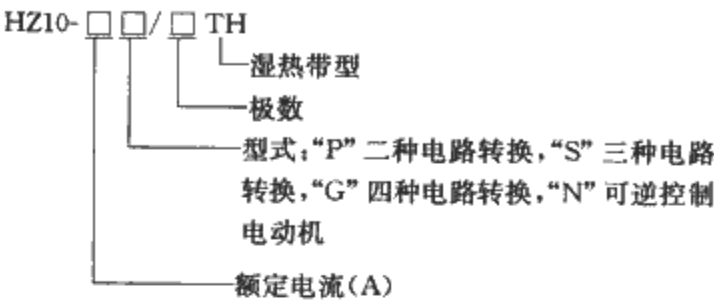 HZ10-□□/□TH
湿热带型
极数
型式:“P”二种电路转换,“S”三种电路
转换,“G”四种电路转换,“N”可逆控制
电动机
额定电流(A)